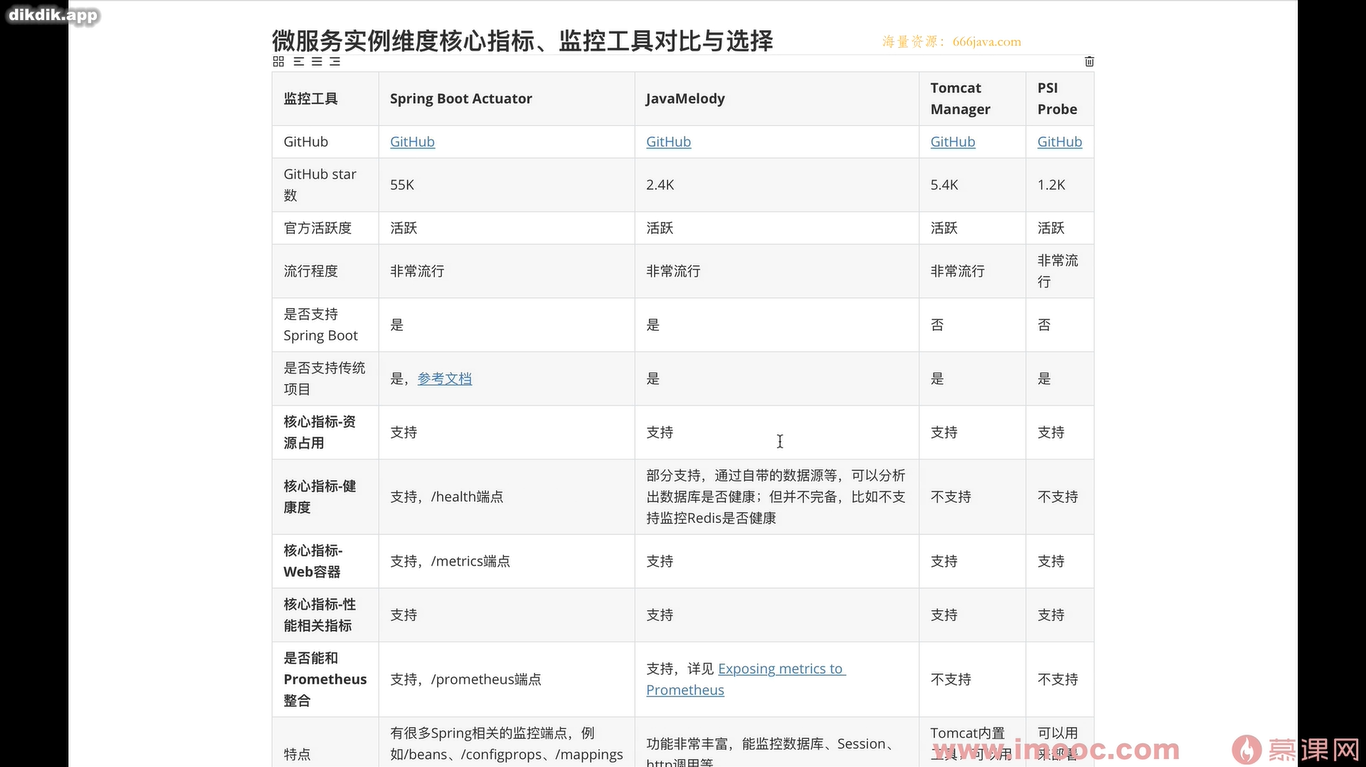 dikdik.app
微服务实例维度核心指标、监控工具对比与选择
海量资源：666java.com
监控工具
Spring Boot Actuator
JavaMelody
Tomcat
Manager
PSI
Probe
GitHub
GitHub
GitHub
GitHub
GitHub
GitHub star
数
55K
2.4K
5.4K
1.2K
官方活跃度
活跃
活跃
活跃
活跃
流行程度
非常流行
非常流行
非常流行
非常流
行
是否支持
Spring Boot
是
是
否
否
是否支持传统
项目
是，参考文档
是
是
是
核心指标-资
源占用
支持
支持
支持
支持
核心指标-健
康度
支持，/health端点
部分支持，通过自带的数据源等，可以分析
出数据库是否健康；但并不完备，比如不支
持监控Redis是否健康
不支持
不支持
核心指标-
Web容器
支持，/metrics端点
支持
支持
支持
核心指标-性
能相关指标
支持
支持
支持
支持
是否能和
Prometheus
整合
支持，/prometheus端点
支持，详见 Exposing metrics to
Prometheus
不支持
不支持
特点
有很多Spring相关的监控端点，例
如/beans、/configprops、/mappings
功能非常丰富，能监控数据库、Session、
http调用等
Tomcat内置
工具，可以用
可以用
来部署
www.imooc.com
慕课网